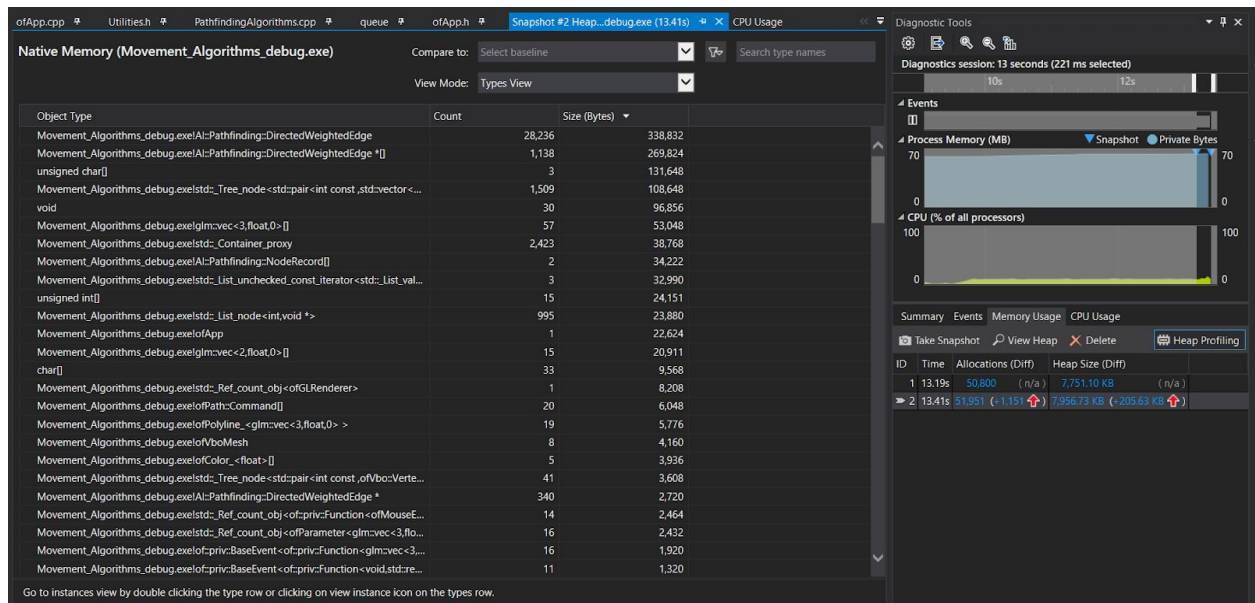 ofApp.cpp Utilities.h PathfindingAlgorithms.cpp queue ofApp.h Snapshot #2 Heap...debug.exe (13.41s) CPU Usage
Native Memory (Movement_Algorithms_debug.exe)
Compare to: Select baseline Search type names
View Mode: Types View
Object Type Count Size (Bytes)
Movement_Algorithms_debug.exe!AI::Pathfinding::DirectedWeightedEdge 28,236 338,832
Movement_Algorithms_debug.exe!AI::Pathfinding::DirectedWeightedEdge *[] 1,138 269,824
unsigned char[] 3 131,648
Movement_Algorithms_debug.exe!std::_Tree_node<std::pair<int const ,std::vector<... 1,509 108,648
void 30 96,856
Movement_Algorithms_debug.exe!glm::vec<3,float,0>[] 57 53,048
Movement_Algorithms_debug.exe!std::_Container_proxy 2,423 38,768
Movement_Algorithms_debug.exe!AI::Pathfinding::NodeRecord[] 2 34,222
Movement_Algorithms_debug.exe!std::_List_unchecked_const_iterator<std::_List_val... 3 32,990
unsigned int[] 15 24,151
Movement_Algorithms_debug.exe!std::_List_node<int,void *> 995 23,880
Movement_Algorithms_debug.exe!ofApp 1 22,624
Movement_Algorithms_debug.exe!glm::vec<2,float,0>[] 15 20,911
char[] 33 9,568
Movement_Algorithms_debug.exe!std::_Ref_count_obj<ofGLRenderer> 1 8,208
Movement_Algorithms_debug.exe!ofPath::Command[] 20 6,048
Movement_Algorithms_debug.exe!ofPolyline_<glm::vec<3,float,0> > 19 5,776
Movement_Algorithms_debug.exe!ofVboMesh 8 4,160
Movement_Algorithms_debug.exe!ofColor_<float>[] 5 3,936
Movement_Algorithms_debug.exe!std::_Tree_node<std::pair<int const ,ofVbo::Verte... 41 3,608
Movement_Algorithms_debug.exe!AI::Pathfinding::DirectedWeightedEdge * 340 2,720
Movement_Algorithms_debug.exe!std::_Ref_count_obj<of::priv::Function<ofMouseE... 14 2,464
Movement_Algorithms_debug.exe!std::_Ref_count_obj<ofParameter<glm::vec<3,flo... 16 2,432
Movement_Algorithms_debug.exe!of::priv::BaseEvent<of::priv::Function<glm::vec<3,... 16 1,920
Movement_Algorithms_debug.exe!of::priv::BaseEvent<of::priv::Function<void,std::re... 11 1,320
Go to instances view by double clicking the type row or clicking on view instance icon on the types row.
Diagnostic Tools
Diagnostics session: 13 seconds (221 ms selected)
10s 12s
Events
Process Memory (MB) Snapshot Private Bytes
70 70
0 0
CPU (% of all processors)
100 100
0 0
Summary Events Memory Usage CPU Usage
Take Snapshot View Heap Delete Heap Profiling
ID Time Allocations (Diff) Heap Size (Diff)
1 13.19s 50,800 (n/a) 7,751.10 KB (n/a)
2 13.41s 51,951 (+1,151) 7,956.73 KB (+205.63 KB)